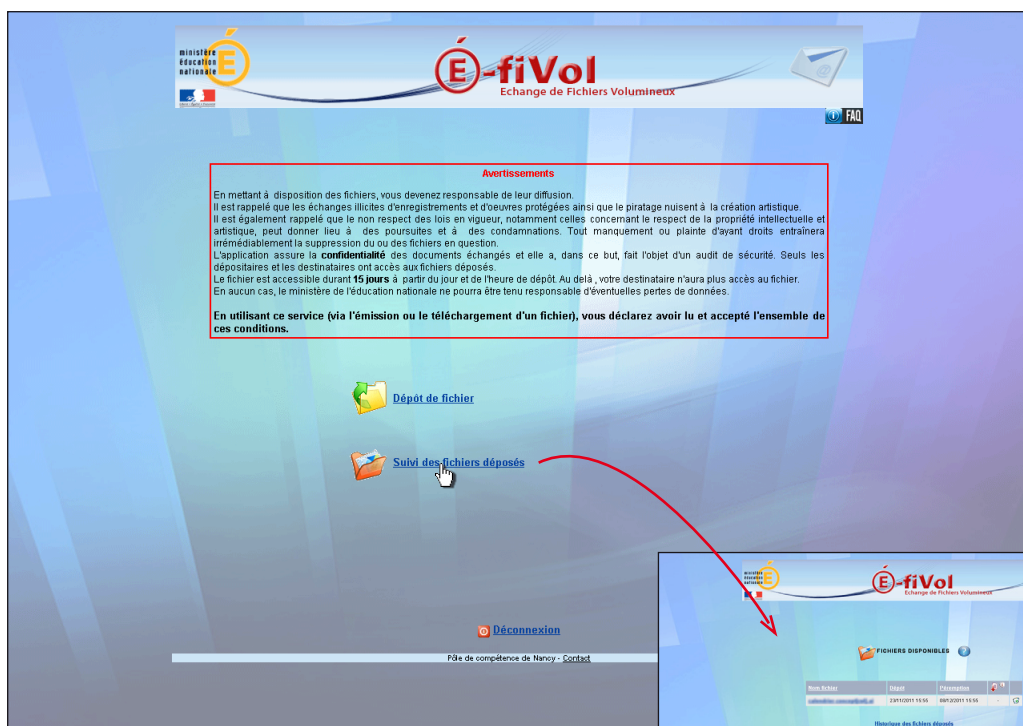 ministère
éducation
nationale
É
É-fiVol
Echange de Fichiers Volumineux
FAQ
Avertissements
En mettant à disposition des fichiers, vous devenez responsable de leur diffusion.
Il est rappelé que les échanges illicites d'enregistrements et d'oeuvres protégées ainsi que le piratage nuisent à la création artistique.
Il est également rappelé que le non respect des lois en vigueur, notamment celles concernant le respect de la propriété intellectuelle et
artistique, peut donner lieu à des poursuites et à des condamnations. Tout manquement ou plainte d'ayant droits entraînera
irrémédiablement la suppression du ou des fichiers en question.
L'application assure la confidentialité des documents échangés et elle a, dans ce but, fait l'objet d'un audit de sécurité. Seuls les
dépositaires et les destinataires ont accès aux fichiers déposés.
Le fichier est accessible durant 15 jours à partir du jour et de l'heure de dépôt. Au delà , votre destinataire n'aura plus accès au fichier.
En aucun cas, le ministère de l'éducation nationale ne pourra être tenu responsable d'éventuelles pertes de données.
En utilisant ce service (via l'émission ou le téléchargement d'un fichier), vous déclarez avoir lu et accepté l'ensemble de
ces conditions.
Dépôt de fichier
Suivi des fichiers déposés
Déconnexion
Pôle de compétence de Nancy - Contact
ministère
éducation
nationale
É
É-fiVol
Echange de Fichiers Volumineux
FICHIERS DISPONIBLES
Nom fichier Dépot Péremption
23/11/2011 15:56 08/12/2011 15:56 -
Historique des fichiers déposés